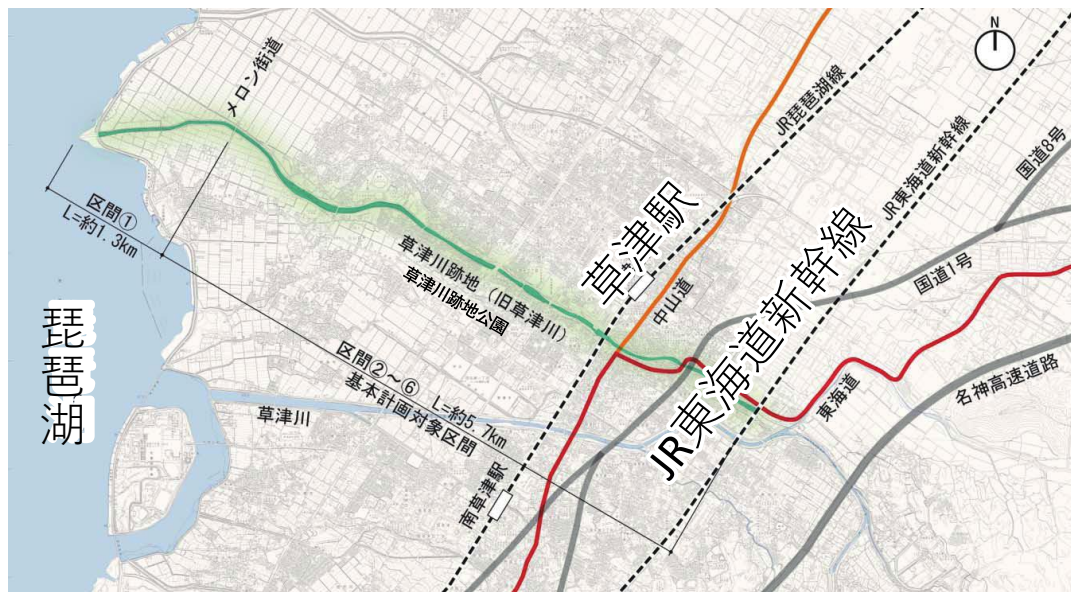 N
メロン街道
JR琵琶湖線
JR東海道新幹線
国道8号
区間①
L=約1.3km
草津駅
草津川跡地（旧草津川）
草津川跡地公園
中山道
国道1号
JR東海道新幹線
琵琶湖
区間②～⑥ L=約5.7km
基本計画対象区間
東海道
名神高速道路
草津川
南草津駅